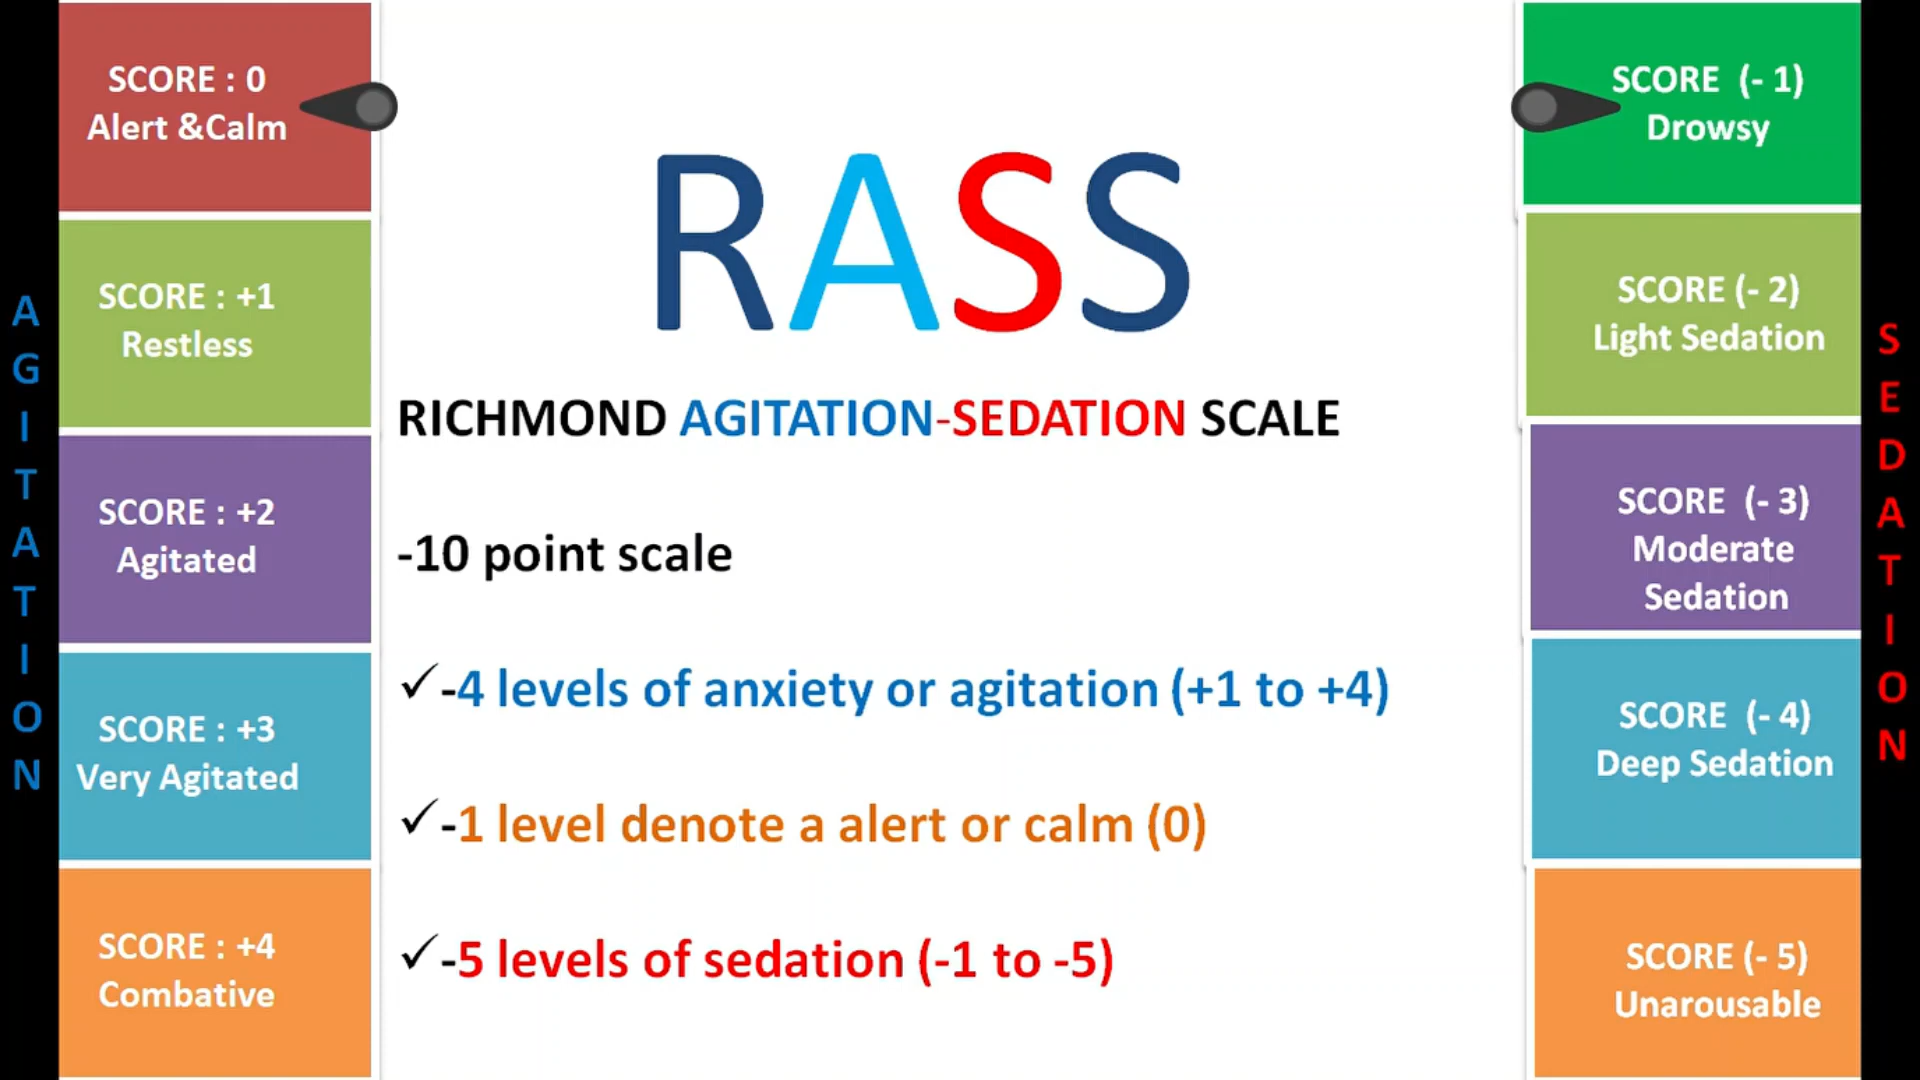 AGITATION
SCORE : 0
Alert &Calm
SCORE : +1
Restless
SCORE : +2
Agitated
SCORE : +3
Very Agitated
SCORE : +4
Combative
RASS
RICHMOND AGITATION-SEDATION SCALE
-10 point scale
✓-4 levels of anxiety or agitation (+1 to +4)
✓-1 level denote a alert or calm (0)
✓-5 levels of sedation (-1 to -5)
SCORE (- 1)
Drowsy
SCORE (- 2)
Light Sedation
SCORE (- 3)
Moderate
Sedation
SCORE (- 4)
Deep Sedation
SCORE (- 5)
Unarousable
SEDATION